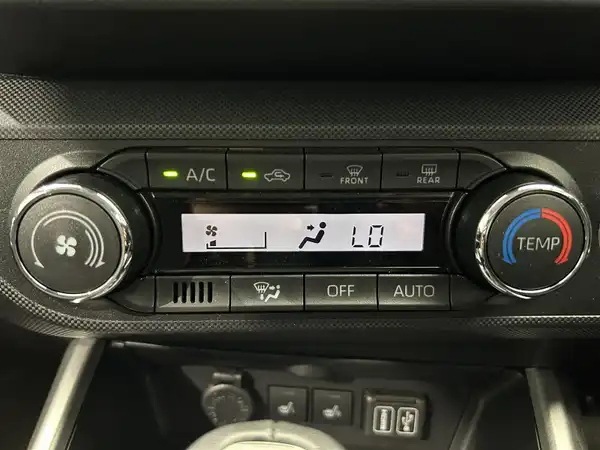 A/C FRONT REAR
LO
TEMP
OFF AUTO